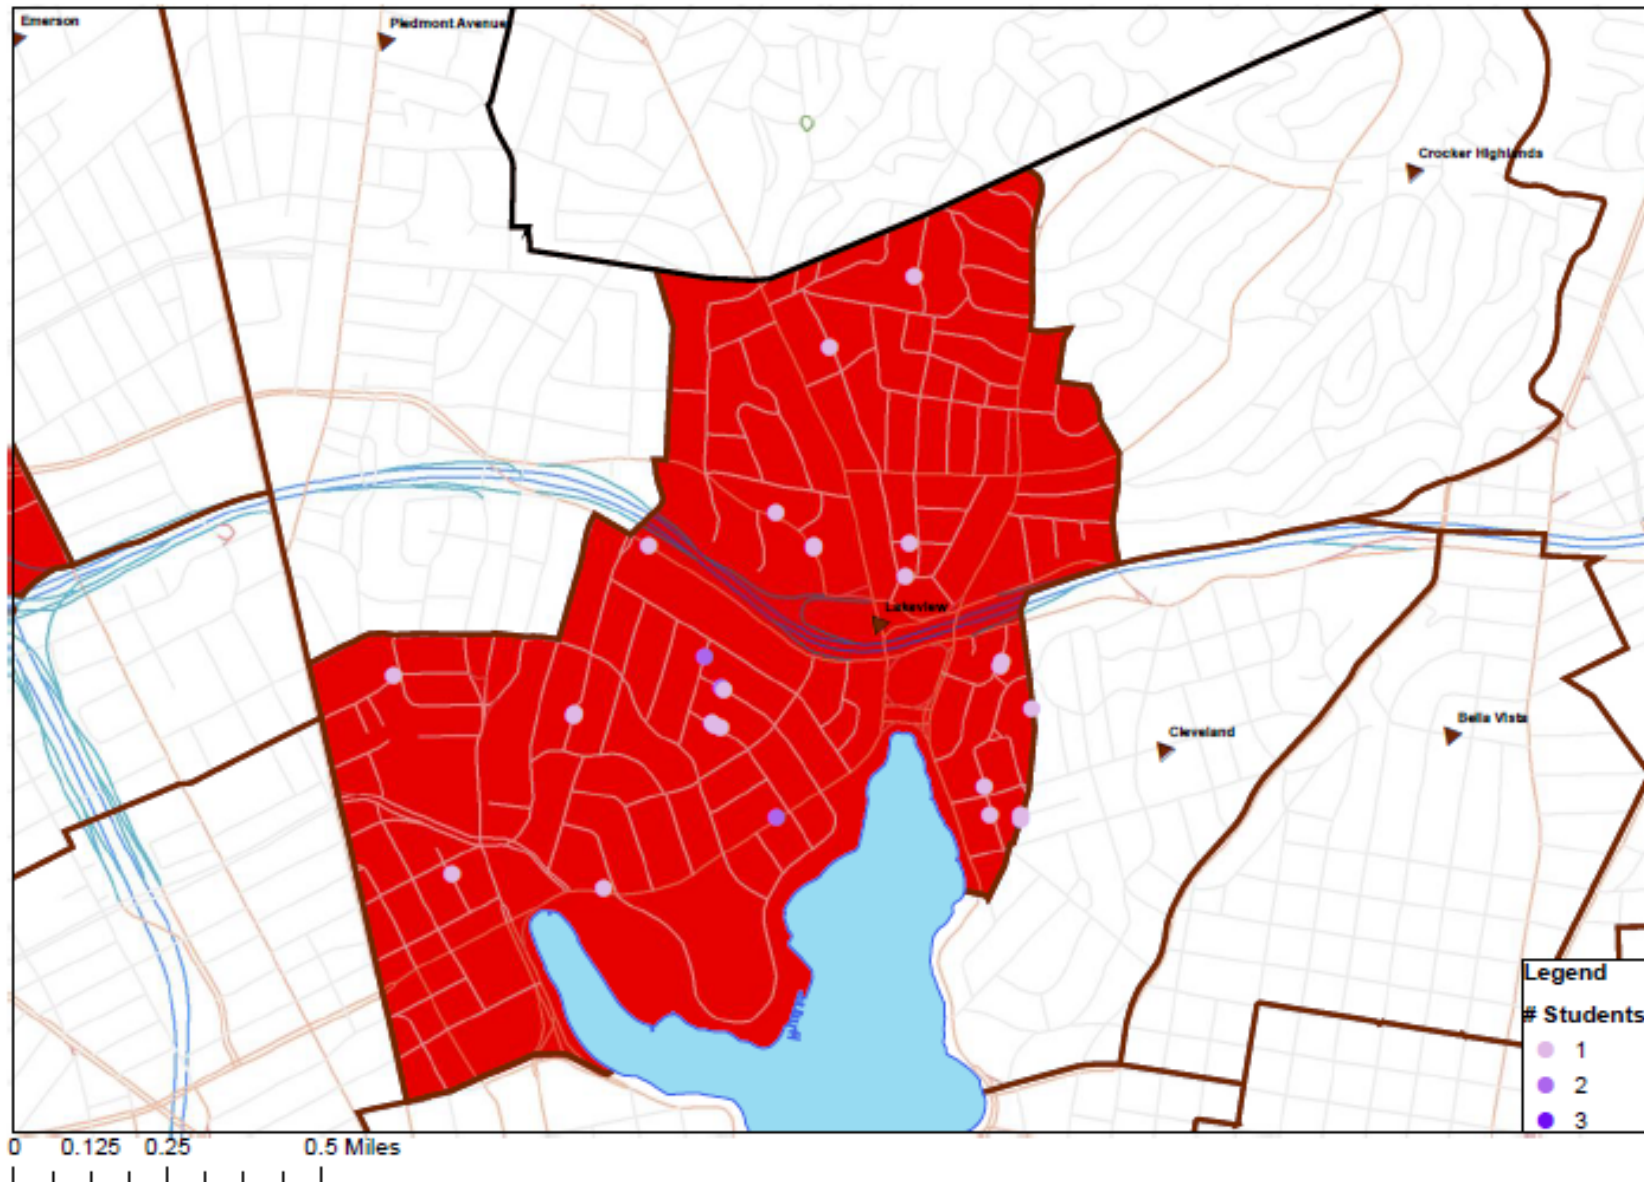 Emerson
Piedmont Avenue
Crocker Highlands
Lakeview
Cleveland
Bella Vista
Legend
# Students
1
2
3
0 0.125 0.25 0.5 Miles